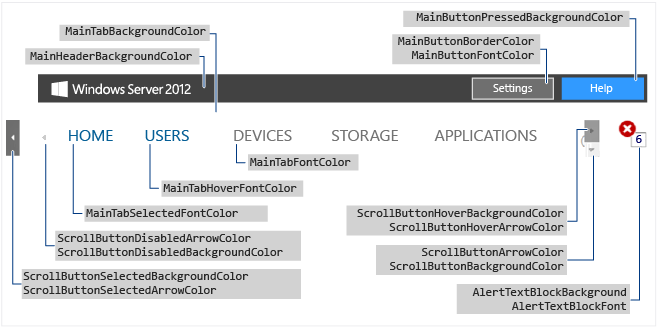 MainButtonPressedBackgroundColor
MainTabBackgroundColor
MainButtonBorderColor
MainButtonFontColor
MainHeaderBackgroundColor
Windows Server 2012
Settings
Help
HOME
USERS
DEVICES
STORAGE
APPLICATIONS
6
MainTabFontColor
MainTabHoverFontColor
MainTabSelectedFontColor
ScrollButtonHoverBackgroundColor
ScrollButtonHoverArrowColor
ScrollButtonDisabledArrowColor
ScrollButtonDisabledBackgroundColor
ScrollButtonArrowColor
ScrollButtonBackgroundColor
ScrollButtonSelectedBackgroundColor
ScrollButtonSelectedArrowColor
AlertTextBlockBackground
AlertTextBlockFont